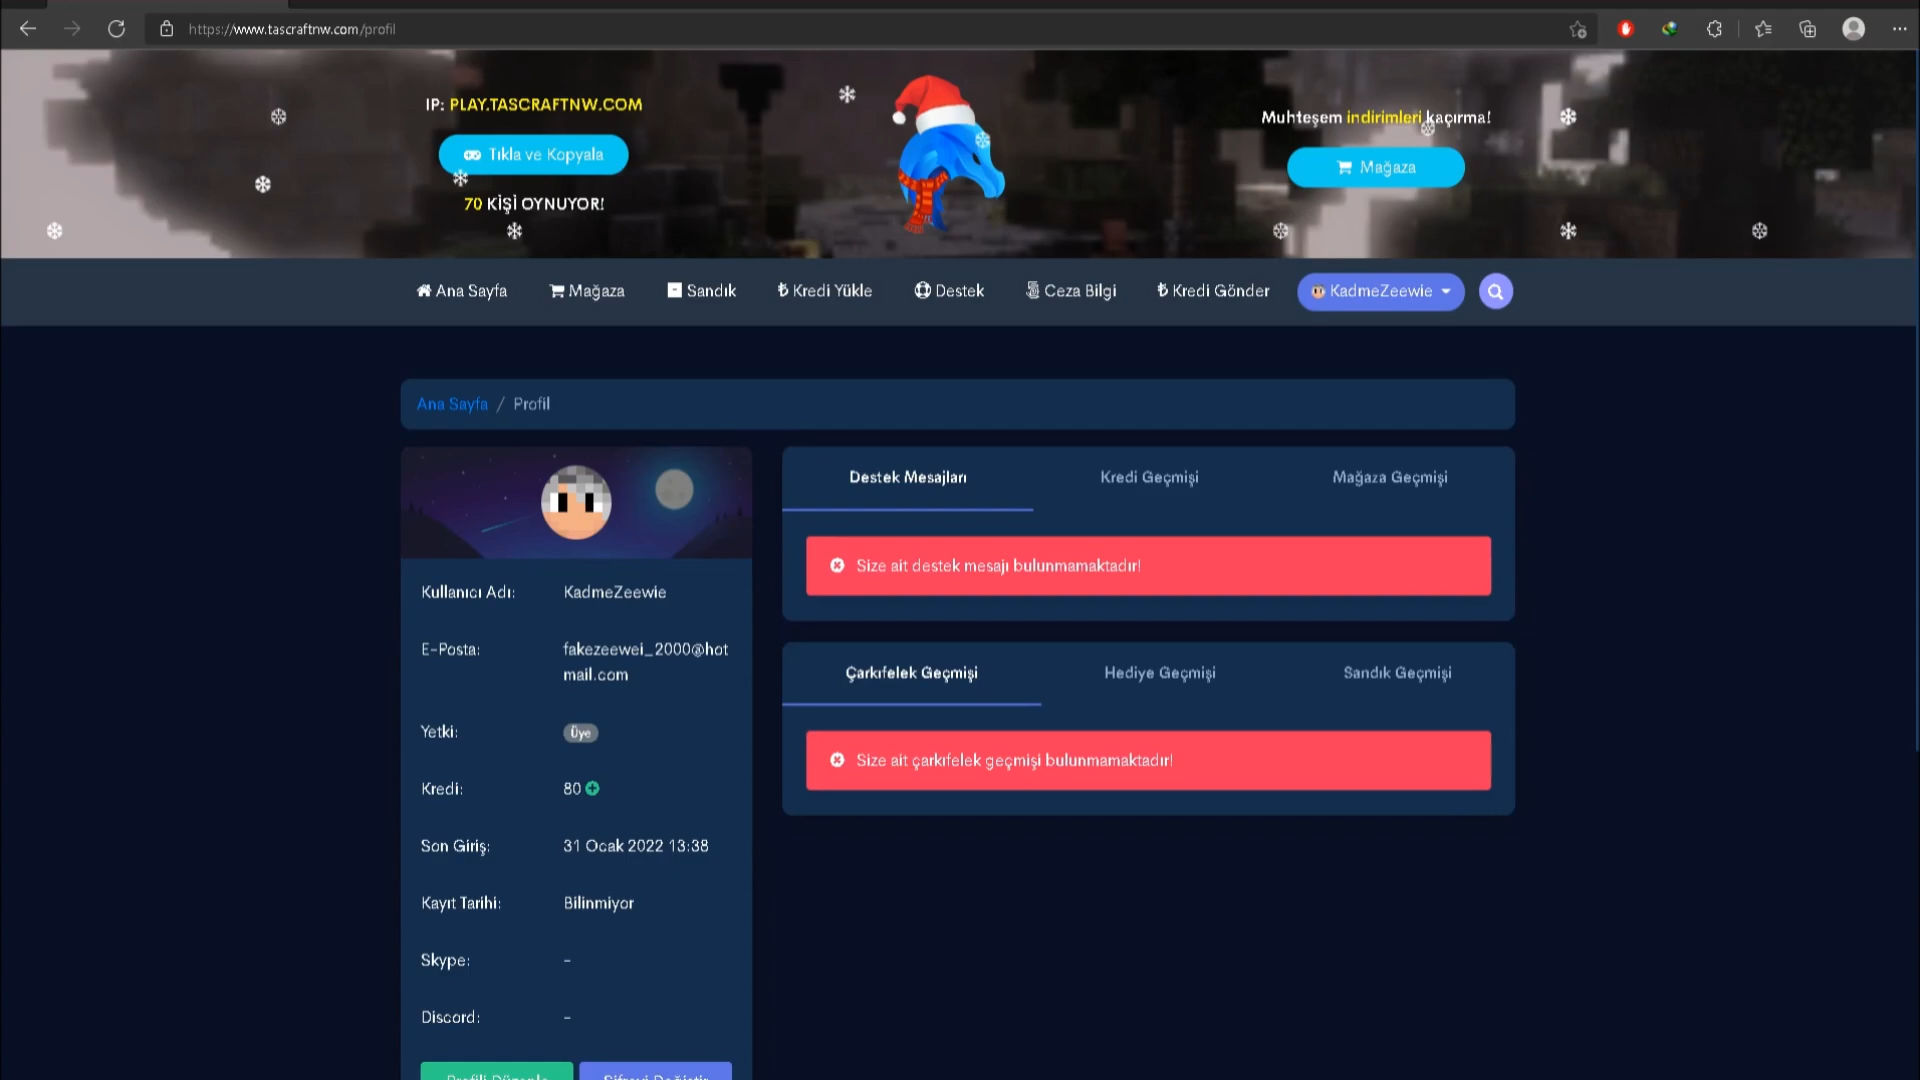 https://www.tascraftnw.com/profil
IP: PLAY.TASCRAFTNW.COM
Tıkla ve Kopyala
70 KİŞİ OYNUYOR!
Muhteşem indirimleri kaçırma!
Mağaza
Ana Sayfa Mağaza Sandık Kredi Yükle Destek Ceza Bilgi Kredi Gönder KadmeZeewie
Ana Sayfa / Profil
Kullanıcı Adı: KadmeZeewie
E-Posta: fakezeewei_2000@hot
mail.com
Yetki: Üye
Kredi: 80
Son Giriş: 31 Ocak 2022 13:38
Kayıt Tarihi: Bilinmiyor
Skype: -
Discord: -
Profili Düzenle Şifreyi Değiştir
Destek Mesajları Kredi Geçmişi Mağaza Geçmişi
Size ait destek mesajı bulunmamaktadır!
Çarkıfelek Geçmişi Hediye Geçmişi Sandık Geçmişi
Size ait çarkıfelek geçmişi bulunmamaktadır!